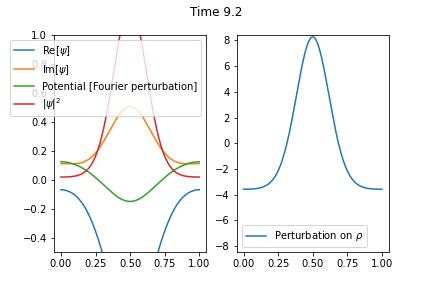 Time 9.2
1.0
0.8
0.6
0.4
0.2
0.0
−0.2
−0.4
Re[ψ]
Im[ψ]
Potential [Fourier perturbation]
|ψ|²
0.00 0.25 0.50 0.75 1.00
8
6
4
2
0
−2
−4
−6
−8
Perturbation on ρ
0.00 0.25 0.50 0.75 1.00